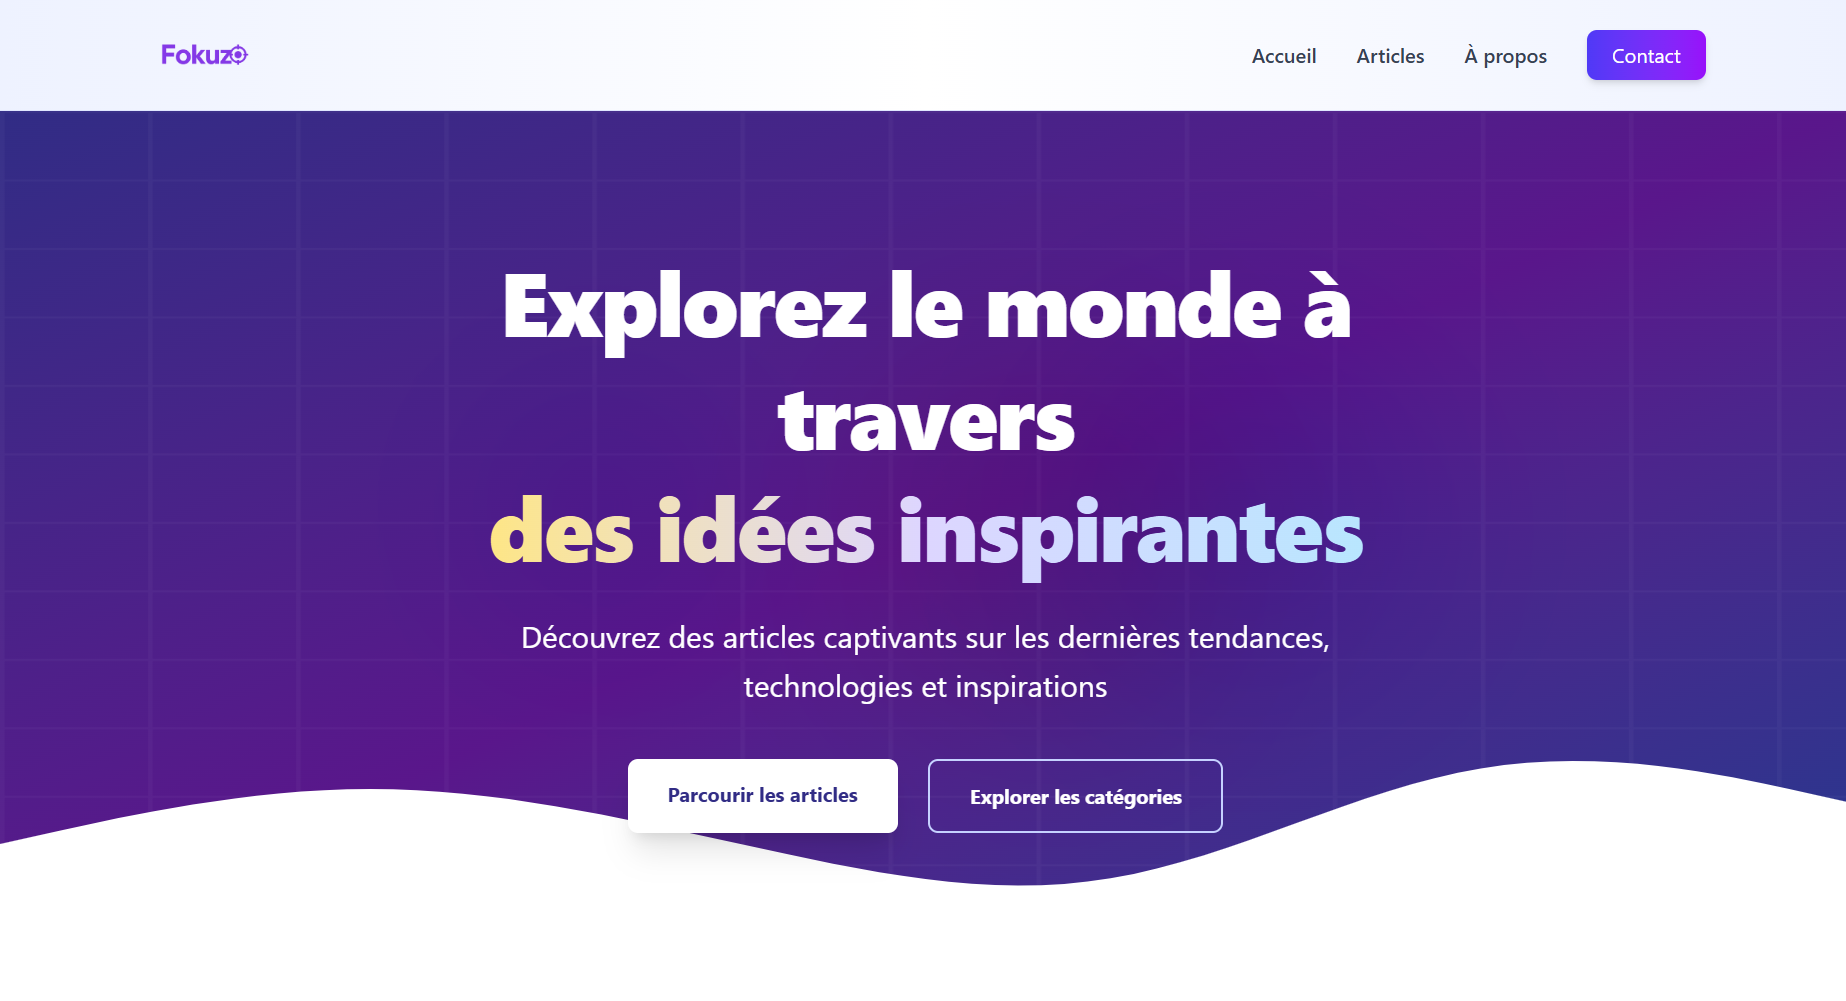 Fokuz
Accueil
Articles
À propos
Contact
Explorez le monde à
travers
des idées inspirantes
Découvrez des articles captivants sur les dernières tendances,
technologies et inspirations
Parcourir les articles
Explorer les catégories